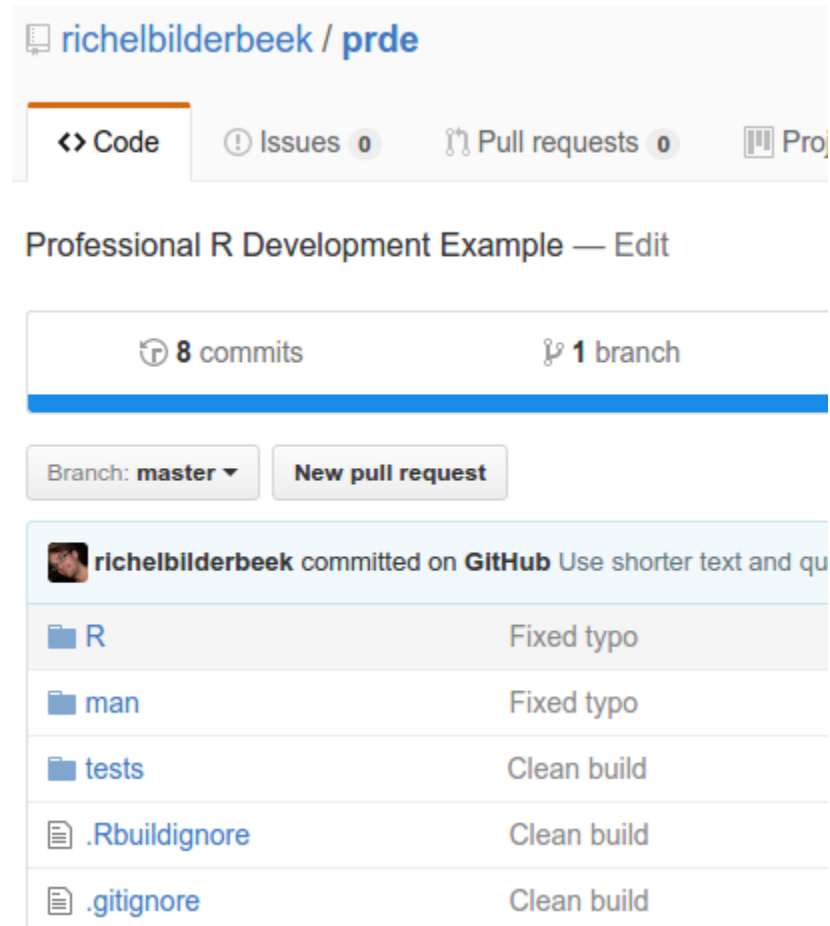 richelbilderbeek / prde
Code Issues 0 Pull requests 0
Professional R Development Example — Edit
8 commits 1 branch
Branch: master New pull request
richelbilderbeek committed on GitHub Use shorter text and
R Fixed typo
man Fixed typo
tests Clean build
.Rbuildignore Clean build
.gitignore Clean build